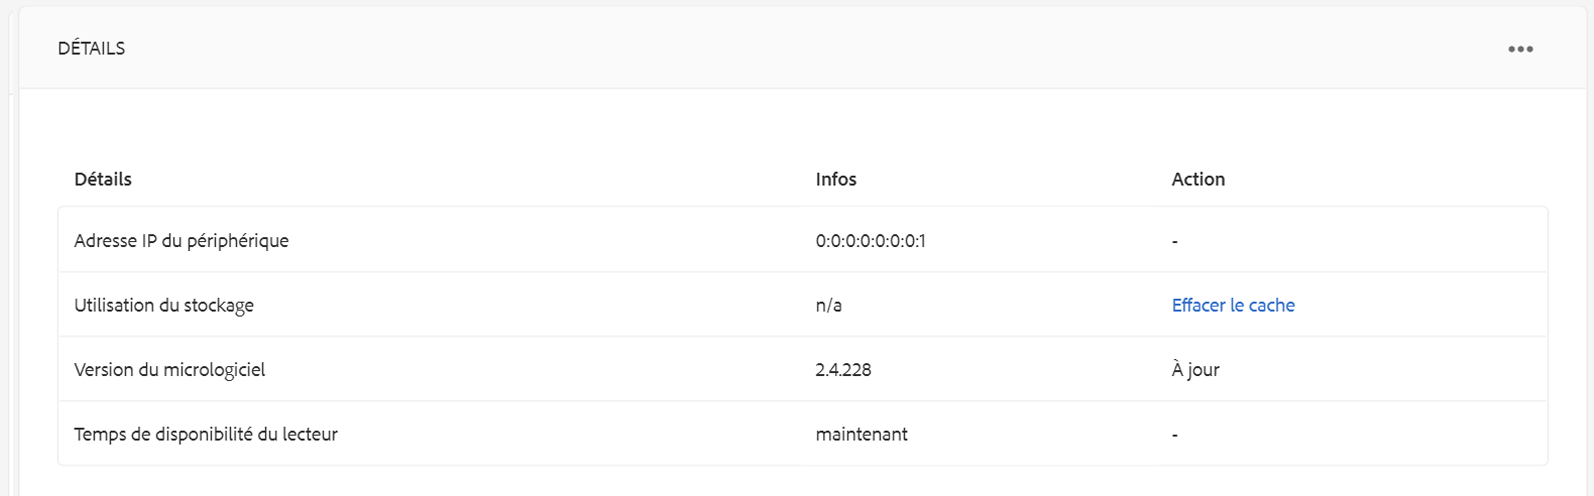 DÉTAILS
Détails Infos Action
Adresse IP du périphérique 0:0:0:0:0:0:0:1 -
Utilisation du stockage n/a Effacer le cache
Version du micrologiciel 2.4.228 À jour
Temps de disponibilité du lecteur maintenant -